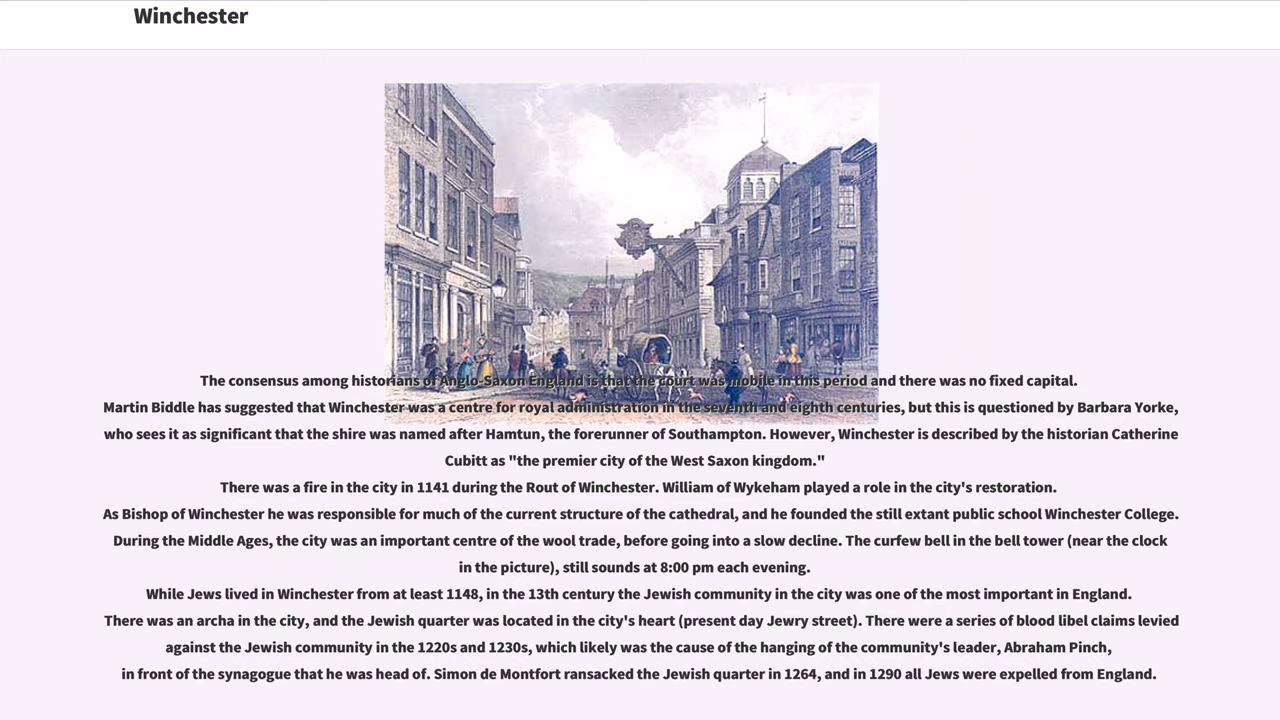 Winchester
The consensus among historians of Anglo-Saxon England is that the court was mobile in this period and there was no fixed capital.
Martin Biddle has suggested that Winchester was a centre for royal administration in the seventh and eighth centuries, but this is questioned by Barbara Yorke,
who sees it as significant that the shire was named after Hamtun, the forerunner of Southampton. However, Winchester is described by the historian Catherine
Cubitt as "the premier city of the West Saxon kingdom."
There was a fire in the city in 1141 during the Rout of Winchester. William of Wykeham played a role in the city's restoration.
As Bishop of Winchester he was responsible for much of the current structure of the cathedral, and he founded the still extant public school Winchester College.
During the Middle Ages, the city was an important centre of the wool trade, before going into a slow decline. The curfew bell in the bell tower (near the clock
in the picture), still sounds at 8:00 pm each evening.
While Jews lived in Winchester from at least 1148, in the 13th century the Jewish community in the city was one of the most important in England.
There was an archa in the city, and the Jewish quarter was located in the city's heart (present day Jewry street). There were a series of blood libel claims levied
against the Jewish community in the 1220s and 1230s, which likely was the cause of the hanging of the community's leader, Abraham Pinch,
in front of the synagogue that he was head of. Simon de Montfort ransacked the Jewish quarter in 1264, and in 1290 all Jews were expelled from England.